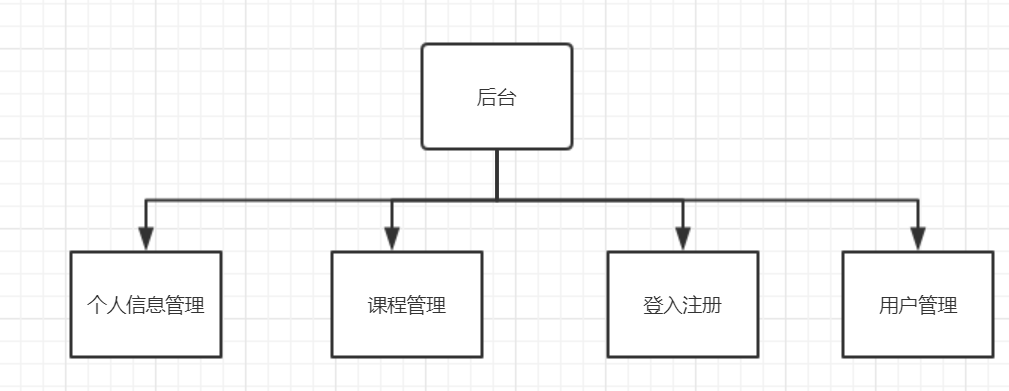 后台
个人信息管理
课程管理
登入注册
用户管理